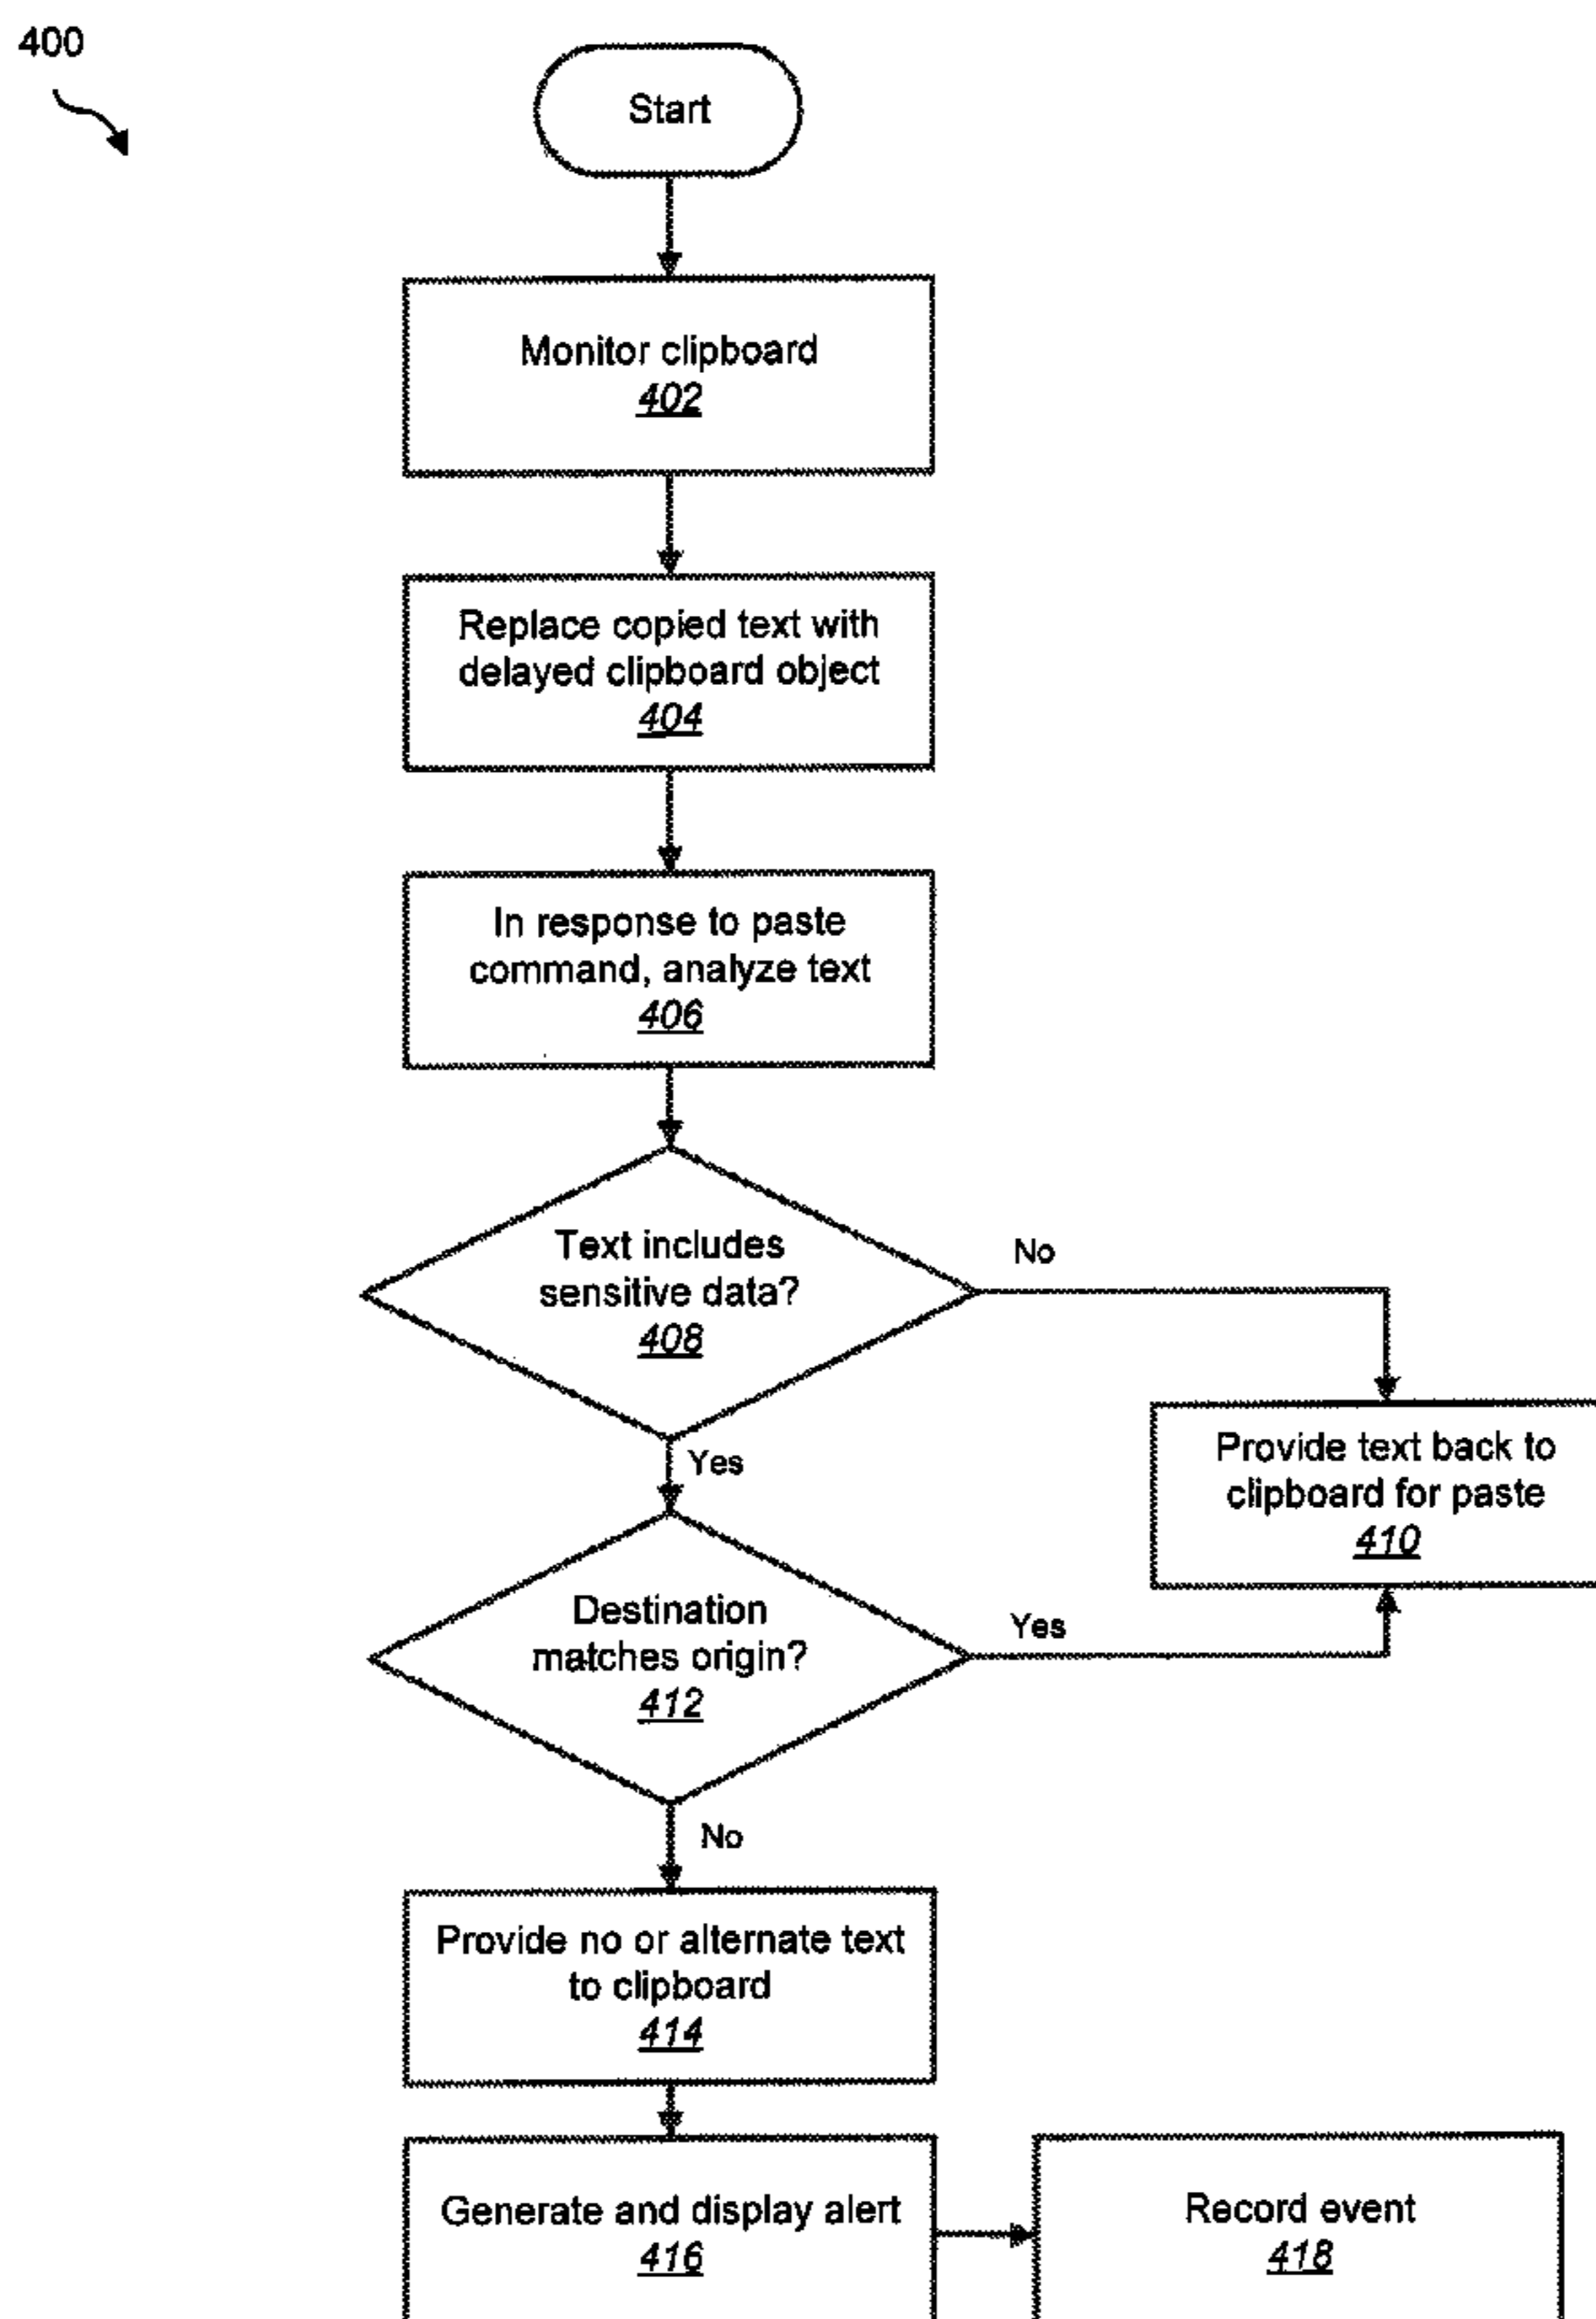 400
Start
Monitor clipboard
402
Replace copied text with
delayed clipboard object
404
In response to paste
command, analyze text
406
Text includes
sensitive data?
408
No
Yes
Provide text back to
clipboard for paste
410
Destination
matches origin?
412
Yes
No
Provide no or alternate text
to clipboard
414
Generate and display alert
416
Record event
418